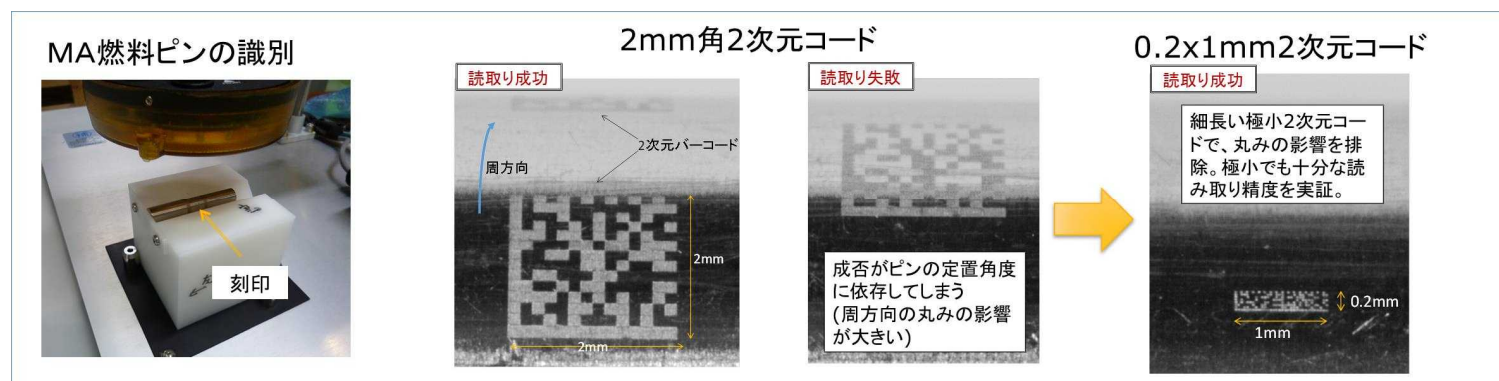 MA燃料ピンの識別
刻印
2mm角2次元コード
読取り成功
2次元バーコード
周方向
2mm
2mm
読取り失敗
成否がピンの定置角度
に依存してしまう
(周方向の丸みの影響
が大きい)
0.2x1mm2次元コード
読取り成功
細長い極小2次元コー
ドで、丸みの影響を排
除。極小でも十分な読
み取り精度を実証。
0.2mm
1mm